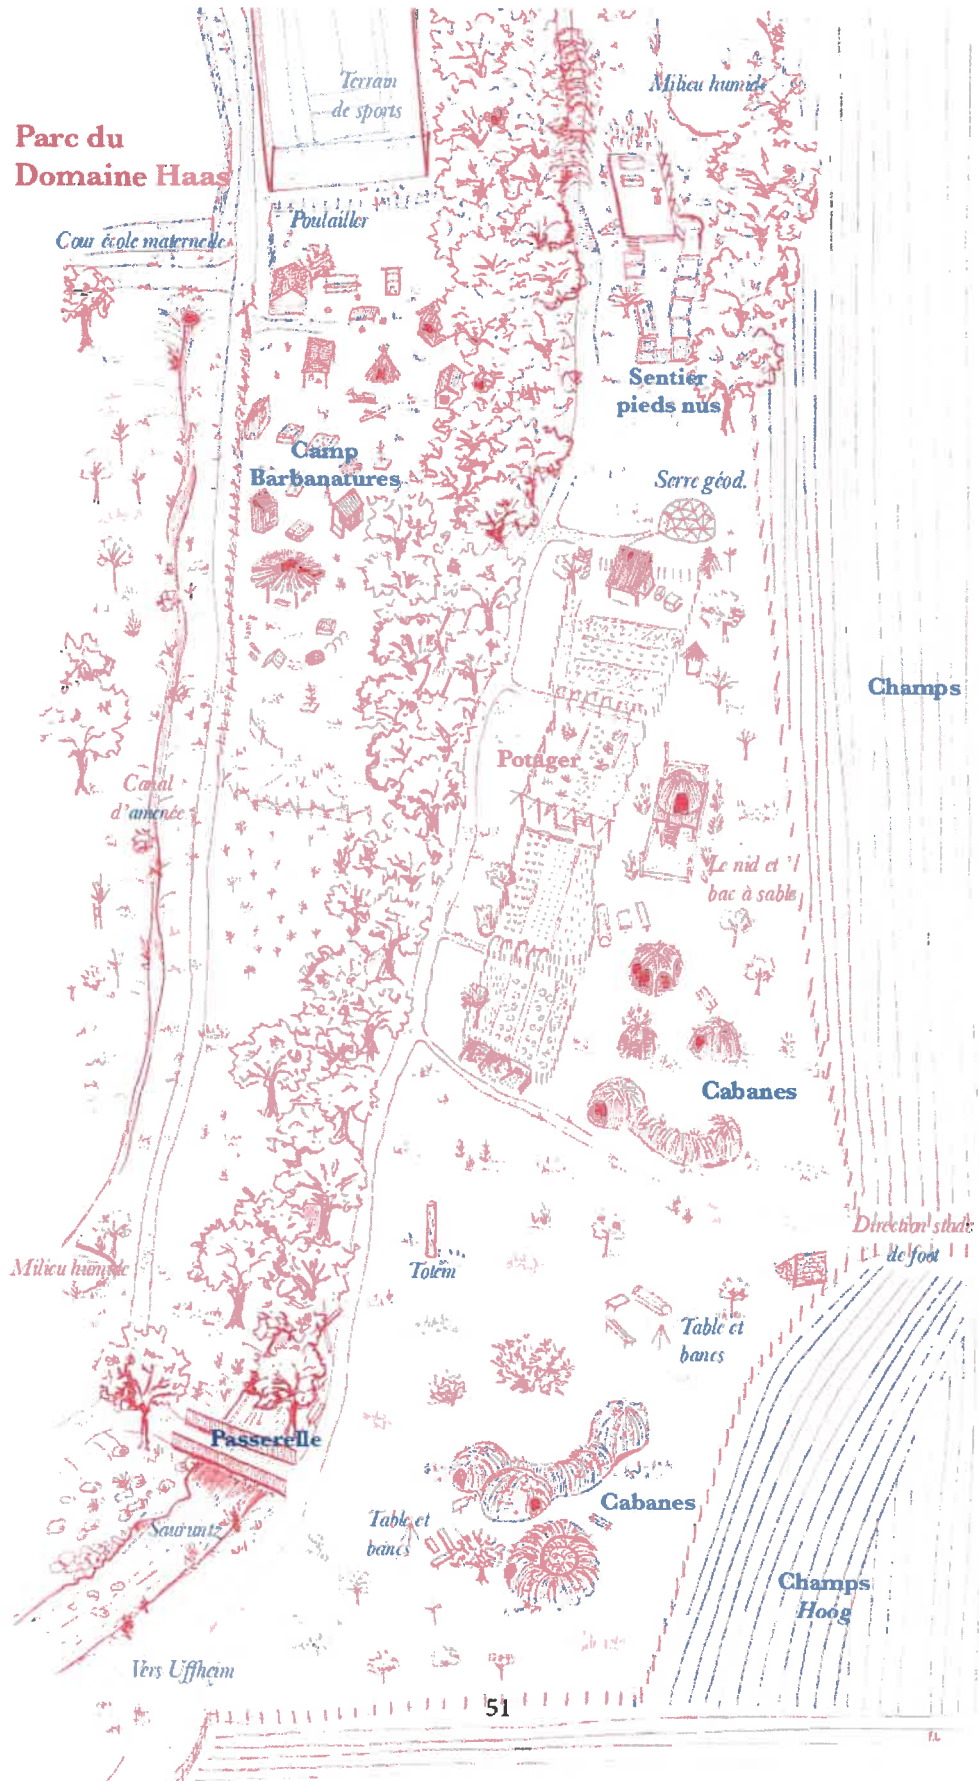 Terrain
de sports
Milieu humide
Parc du
Domaine Haas
Poulailler
Cour école maternelle
Sentier
pieds nus
Camp
Barbanatures
Serre géod.
Champs
Potager
Canal
d'amenée
Le nid et
bac à sable
Cabanes
Direction stade
de foot
Milieu humide
Totem
Table et
bancs
Passerelle
Cabanes
Table et
bancs
Sauruntz
Champs
Hoog
Vers Uffheim
51